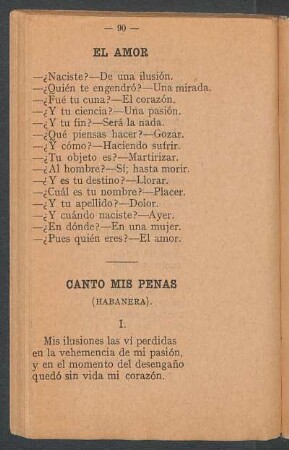 — 90 —
EL AMOR
—¿Naciste?—De una ilusión.
—¿Quién te engendró?—Una mirada.
—¿Fué tu cuna?—El corazón.
—¿Y tu ciencia?—Una pasión.
—¿Y tu fin?—Será la nada.
—¿Qué piensas hacer?—Gozar.
—¿Y cómo?—Haciendo sufrir.
—¿Tu objeto es?—Martirizar.
—¿Al hombre?—Sí; hasta morir.
—¿Y es tu destino?—Llorar.
—¿Cuál es tu nombre?—Placer.
—¿Y tu apellido?—Dolor.
—¿Y cuándo naciste?—Ayer.
—¿En dónde?—En una mujer.
—¿Pues quién eres?—El amor.
CANTO MIS PENAS
(HABANERA).
I.
Mis ilusiones las ví perdidas
en la vehemencia de mi pasión,
y en el momento del desengaño
quedó sin vida mi corazón.